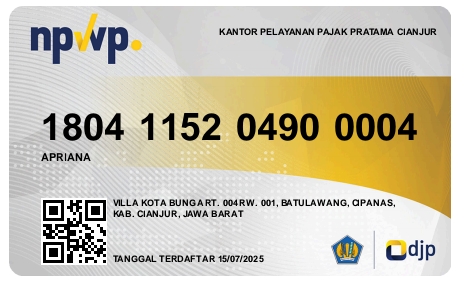 npwp.
KANTOR PELAYANAN PAJAK PRATAMA CIANJUR
1804 1152 0490 0004
APRIANA
VILLA KOTA BUNGA RT. 004 RW. 001, BATULAWANG, CIPANAS,
KAB. CIANJUR, JAWA BARAT
TANGGAL TERDAFTAR 15/07/2025
djp